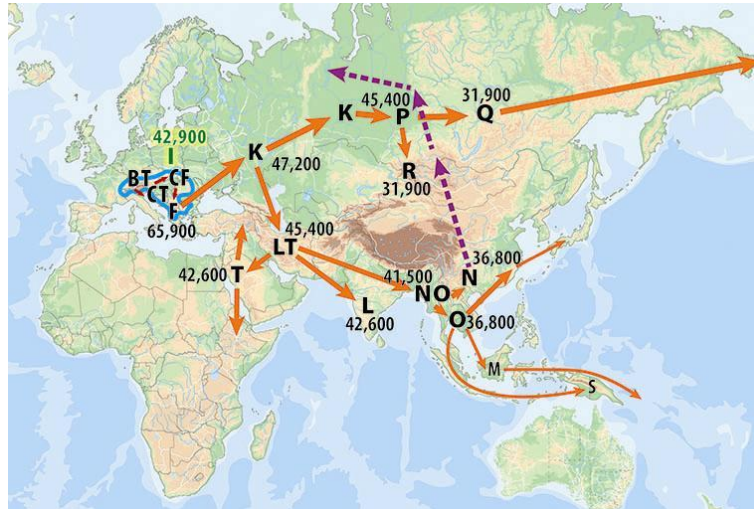 31,900
45,400
K
P
Q
42,900
I
K
47,200
BT
CF
CT
R
31,900
F
65,900
45,400
LT
42,600
T
36,800
41,500
N
NO
L
42,600
O
36,800
M
S